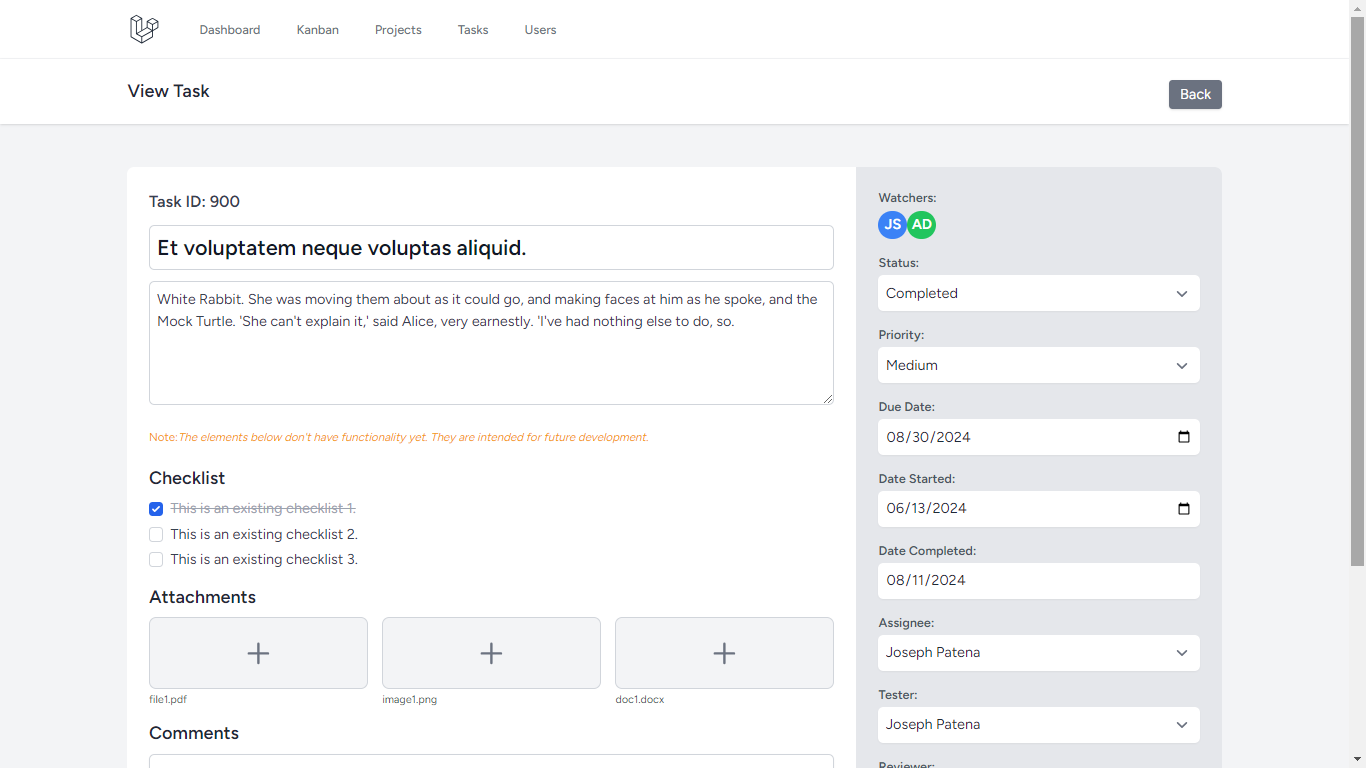 Dashboard Kanban Projects Tasks Users
View Task
Back
Task ID: 900
Et voluptatem neque voluptas aliquid.
White Rabbit. She was moving them about as it could go, and making faces at him as he spoke, and the
Mock Turtle. 'She can't explain it,' said Alice, very earnestly. 'I've had nothing else to do, so.
Note:The elements below don't have functionality yet. They are intended for future development.
Checklist
This is an existing checklist 1.
This is an existing checklist 2.
This is an existing checklist 3.
Attachments
file1.pdf
image1.png
doc1.docx
Comments
Watchers:
JS AD
Status:
Completed
Priority:
Medium
Due Date:
08/30/2024
Date Started:
06/13/2024
Date Completed:
08/11/2024
Assignee:
Joseph Patena
Tester:
Joseph Patena
Reviewer: